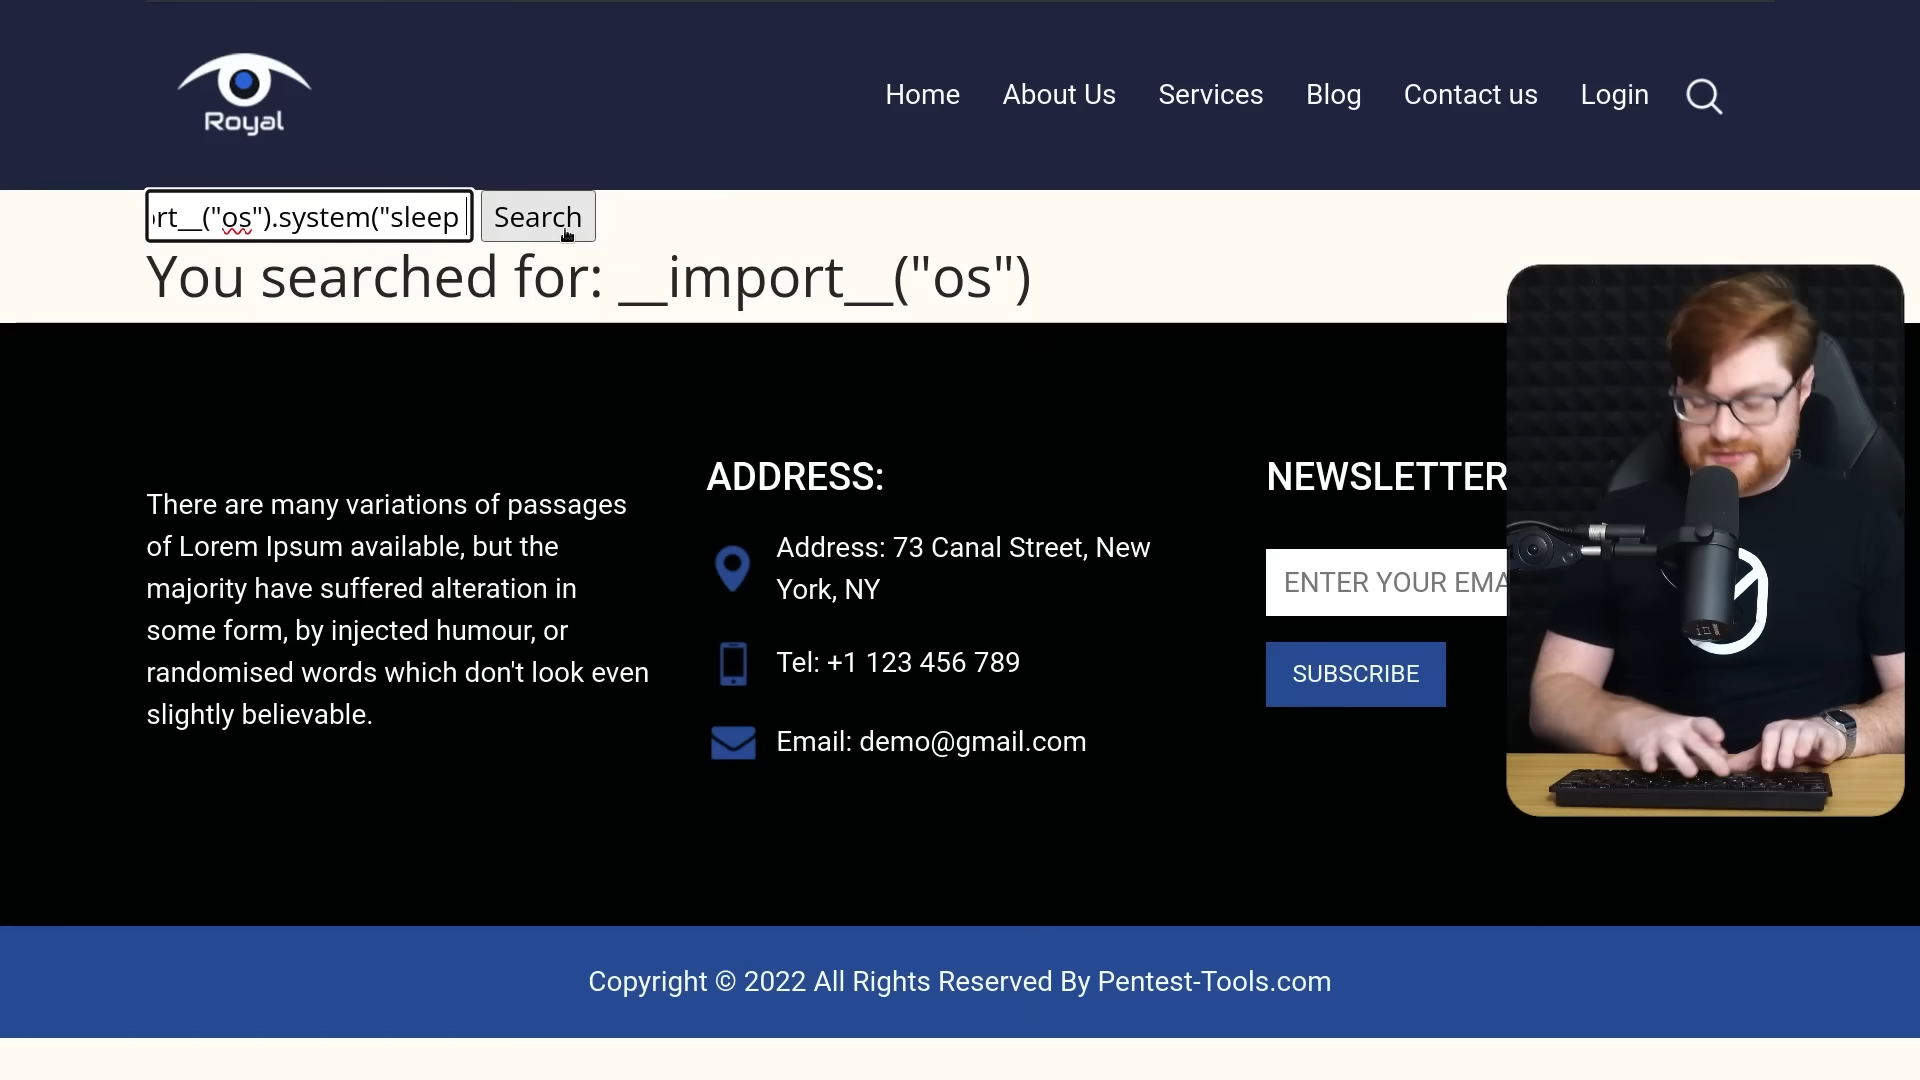 Royal
Home About Us Services Blog Contact us Login
rt__("os").system("sleep
Search
You searched for: __import__("os")
There are many variations of passages
of Lorem Ipsum available, but the
majority have suffered alteration in
some form, by injected humour, or
randomised words which don't look even
slightly believable.
ADDRESS:
Address: 73 Canal Street, New
York, NY
Tel: +1 123 456 789
Email: demo@gmail.com
NEWSLETTER
ENTER YOUR EMA
SUBSCRIBE
Copyright © 2022 All Rights Reserved By Pentest-Tools.com